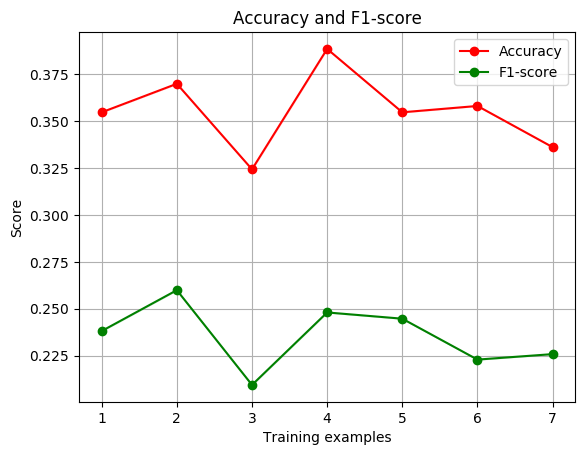 Accuracy and F1-score
Accuracy
F1-score
0.375
0.350
0.325
0.300
0.275
0.250
0.225
Score
1 2 3 4 5 6 7
Training examples